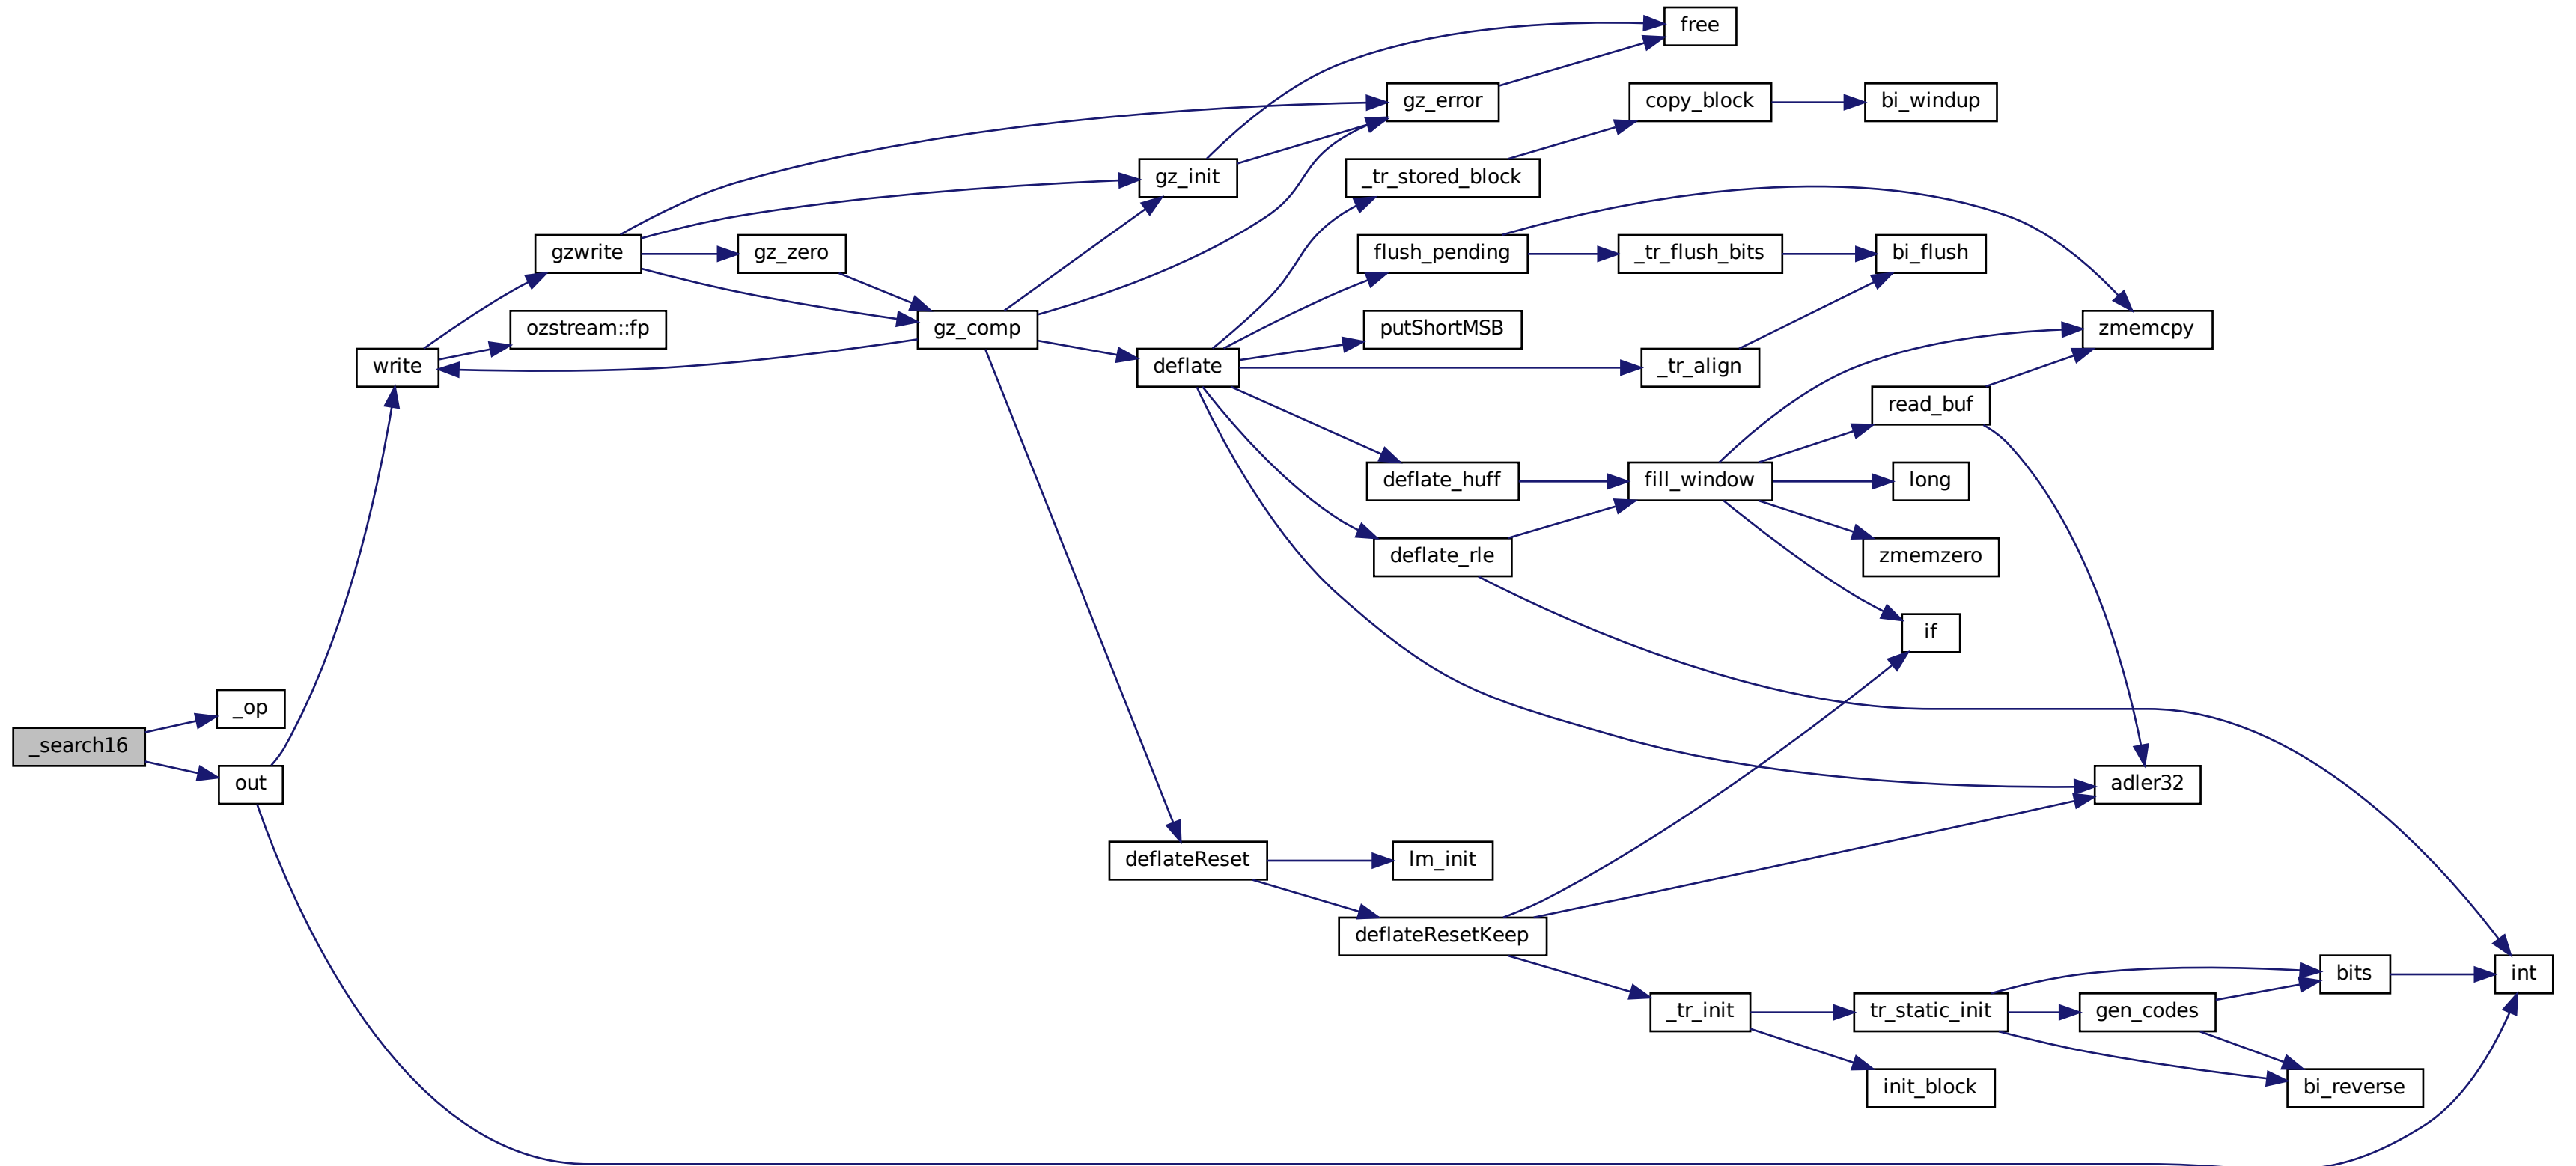 free
gz_error
copy_block
bi_windup
gz_init
_tr_stored_block
gzwrite
gz_zero
flush_pending
_tr_flush_bits
bi_flush
ozstream::fp
gz_comp
putShortMSB
zmemcpy
write
deflate
_tr_align
read_buf
deflate_huff
fill_window
long
deflate_rle
zmemzero
if
_op
_search16
out
adler32
deflateReset
lm_init
deflateResetKeep
bits
int
_tr_init
tr_static_init
gen_codes
init_block
bi_reverse